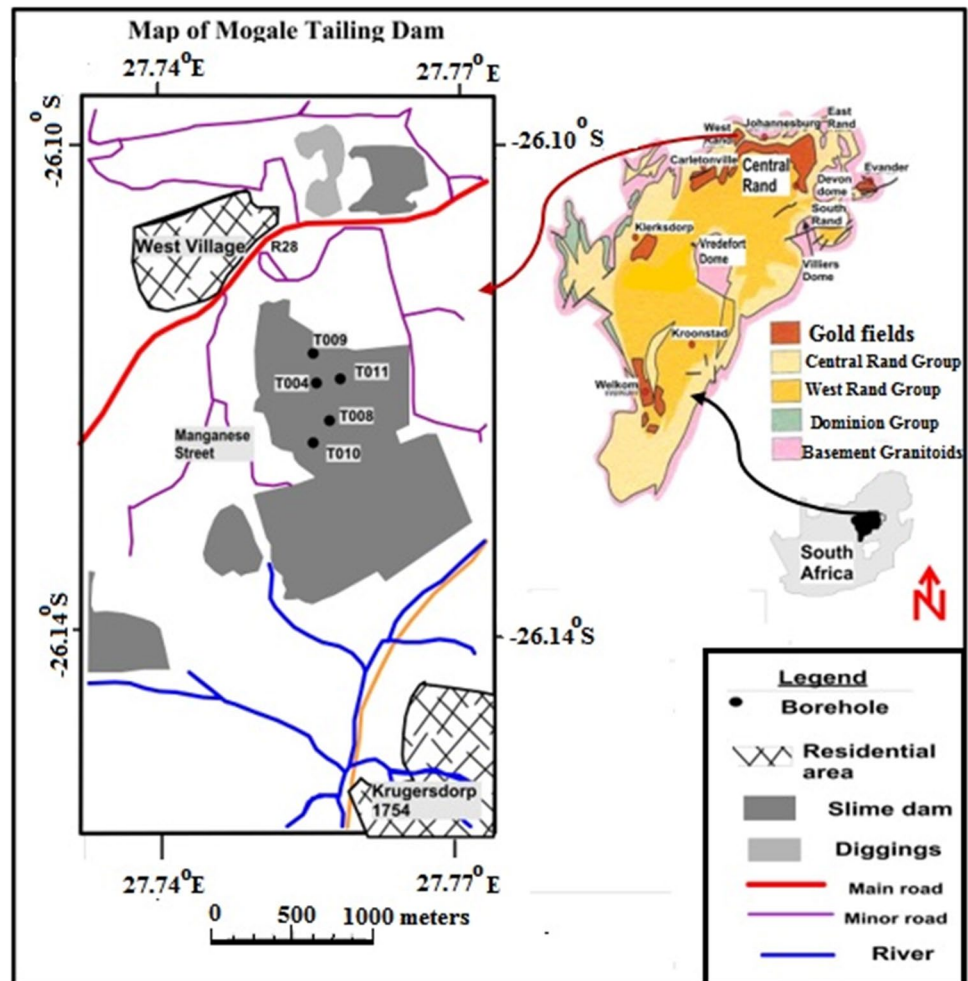 Map of Mogale Tailing Dam
27.74°E
27.77°E
-26.10° S
-26.10° S
West Village
R28
T009
T004
T011
T008
T010
Manganese
Street
-26.14° S
-26.14°S
Krugersdorp
1754
27.74°E
27.77°E
0 500 1000 meters
West
Rand
Johannesburg
East
Rand
Carletonville
Central
Rand
Evander
Devon
dome
South
Rand
Klerksdorp
Vredefort
Dome
Villiers
Dome
Kroonstad
Welkom
Gold fields
Central Rand Group
West Rand Group
Dominion Group
Basement Granitoids
South
Africa
N
Legend
Borehole
Residential
area
Slime dam
Diggings
Main road
Minor road
River